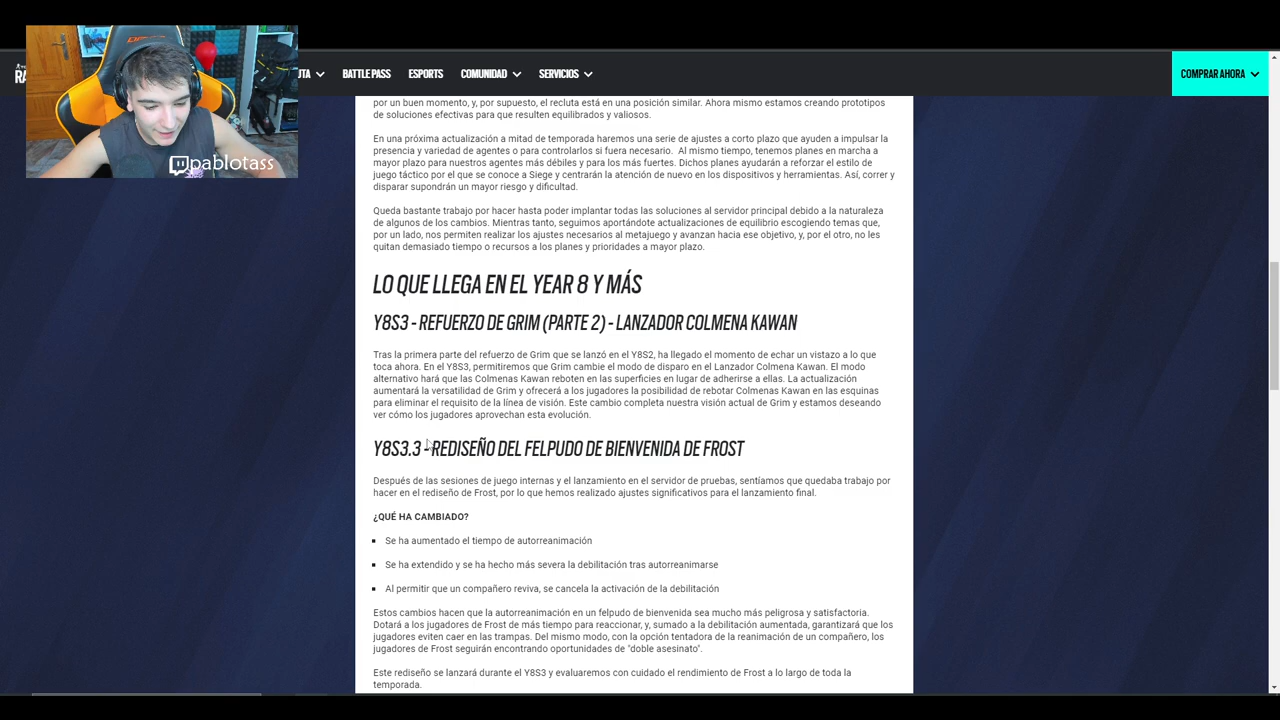 RA
UTA
BATTLE PASS
ESPORTS
COMUNIDAD
SERVICIOS
COMPRAR AHORA
pablotass
por un buen momento, y, por supuesto, el recluta está en una posición similar. Ahora mismo estamos creando prototipos
de soluciones efectivas para que resulten equilibrados y valiosos.
En una próxima actualización a mitad de temporada haremos una serie de ajustes a corto plazo que ayuden a impulsar la
presencia y variedad de agentes o para controlarlos si fuera necesario. Al mismo tiempo, tenemos planes en marcha a
mayor plazo para nuestros agentes más débiles y para los más fuertes. Dichos planes ayudarán a reforzar el estilo de
juego táctico por el que se conoce a Siege y centrarán la atención de nuevo en los dispositivos y herramientas. Así, correr y
disparar supondrán un mayor riesgo y dificultad.
Queda bastante trabajo por hacer hasta poder implantar todas las soluciones al servidor principal debido a la naturaleza
de algunos de los cambios. Mientras tanto, seguimos aportándote actualizaciones de equilibrio escogiendo temas que,
por un lado, nos permiten realizar los ajustes necesarios al metajuego y avanzan hacia ese objetivo, y, por el otro, no les
quitan demasiado tiempo o recursos a los planes y prioridades a mayor plazo.
LO QUE LLEGA EN EL YEAR 8 Y MÁS
Y8S3 - REFUERZO DE GRIM (PARTE 2) - LANZADOR COLMENA KAWAN
Tras la primera parte del refuerzo de Grim que se lanzó en el Y8S2, ha llegado el momento de echar un vistazo a lo que
toca ahora. En el Y8S3, permitiremos que Grim cambie el modo de disparo en el Lanzador Colmena Kawan. El modo
alternativo hará que las Colmenas Kawan reboten en las superficies en lugar de adherirse a ellas. La actualización
aumentará la versatilidad de Grim y ofrecerá a los jugadores la posibilidad de rebotar Colmenas Kawan en las esquinas
para eliminar el requisito de la línea de visión. Este cambio completa nuestra visión actual de Grim y estamos deseando
ver cómo los jugadores aprovechan esta evolución.
Y8S3.3 - REDISEÑO DEL FELPUDO DE BIENVENIDA DE FROST
Después de las sesiones de juego internas y el lanzamiento en el servidor de pruebas, sentíamos que quedaba trabajo por
hacer en el rediseño de Frost, por lo que hemos realizado ajustes significativos para el lanzamiento final.
¿QUÉ HA CAMBIADO?
▪ Se ha aumentado el tiempo de autorreanimación
▪ Se ha extendido y se ha hecho más severa la debilitación tras autorreanimarse
▪ Al permitir que un compañero reviva, se cancela la activación de la debilitación
Estos cambios hacen que la autorreanimación en un felpudo de bienvenida sea mucho más peligrosa y satisfactoria.
Dotará a los jugadores de Frost de más tiempo para reaccionar, y, sumado a la debilitación aumentada, garantizará que los
jugadores eviten caer en las trampas. Del mismo modo, con la opción tentadora de la reanimación de un compañero, los
jugadores de Frost seguirán encontrando oportunidades de "doble asesinato".
Este rediseño se lanzará durante el Y8S3 y evaluaremos con cuidado el rendimiento de Frost a lo largo de toda la
temporada.